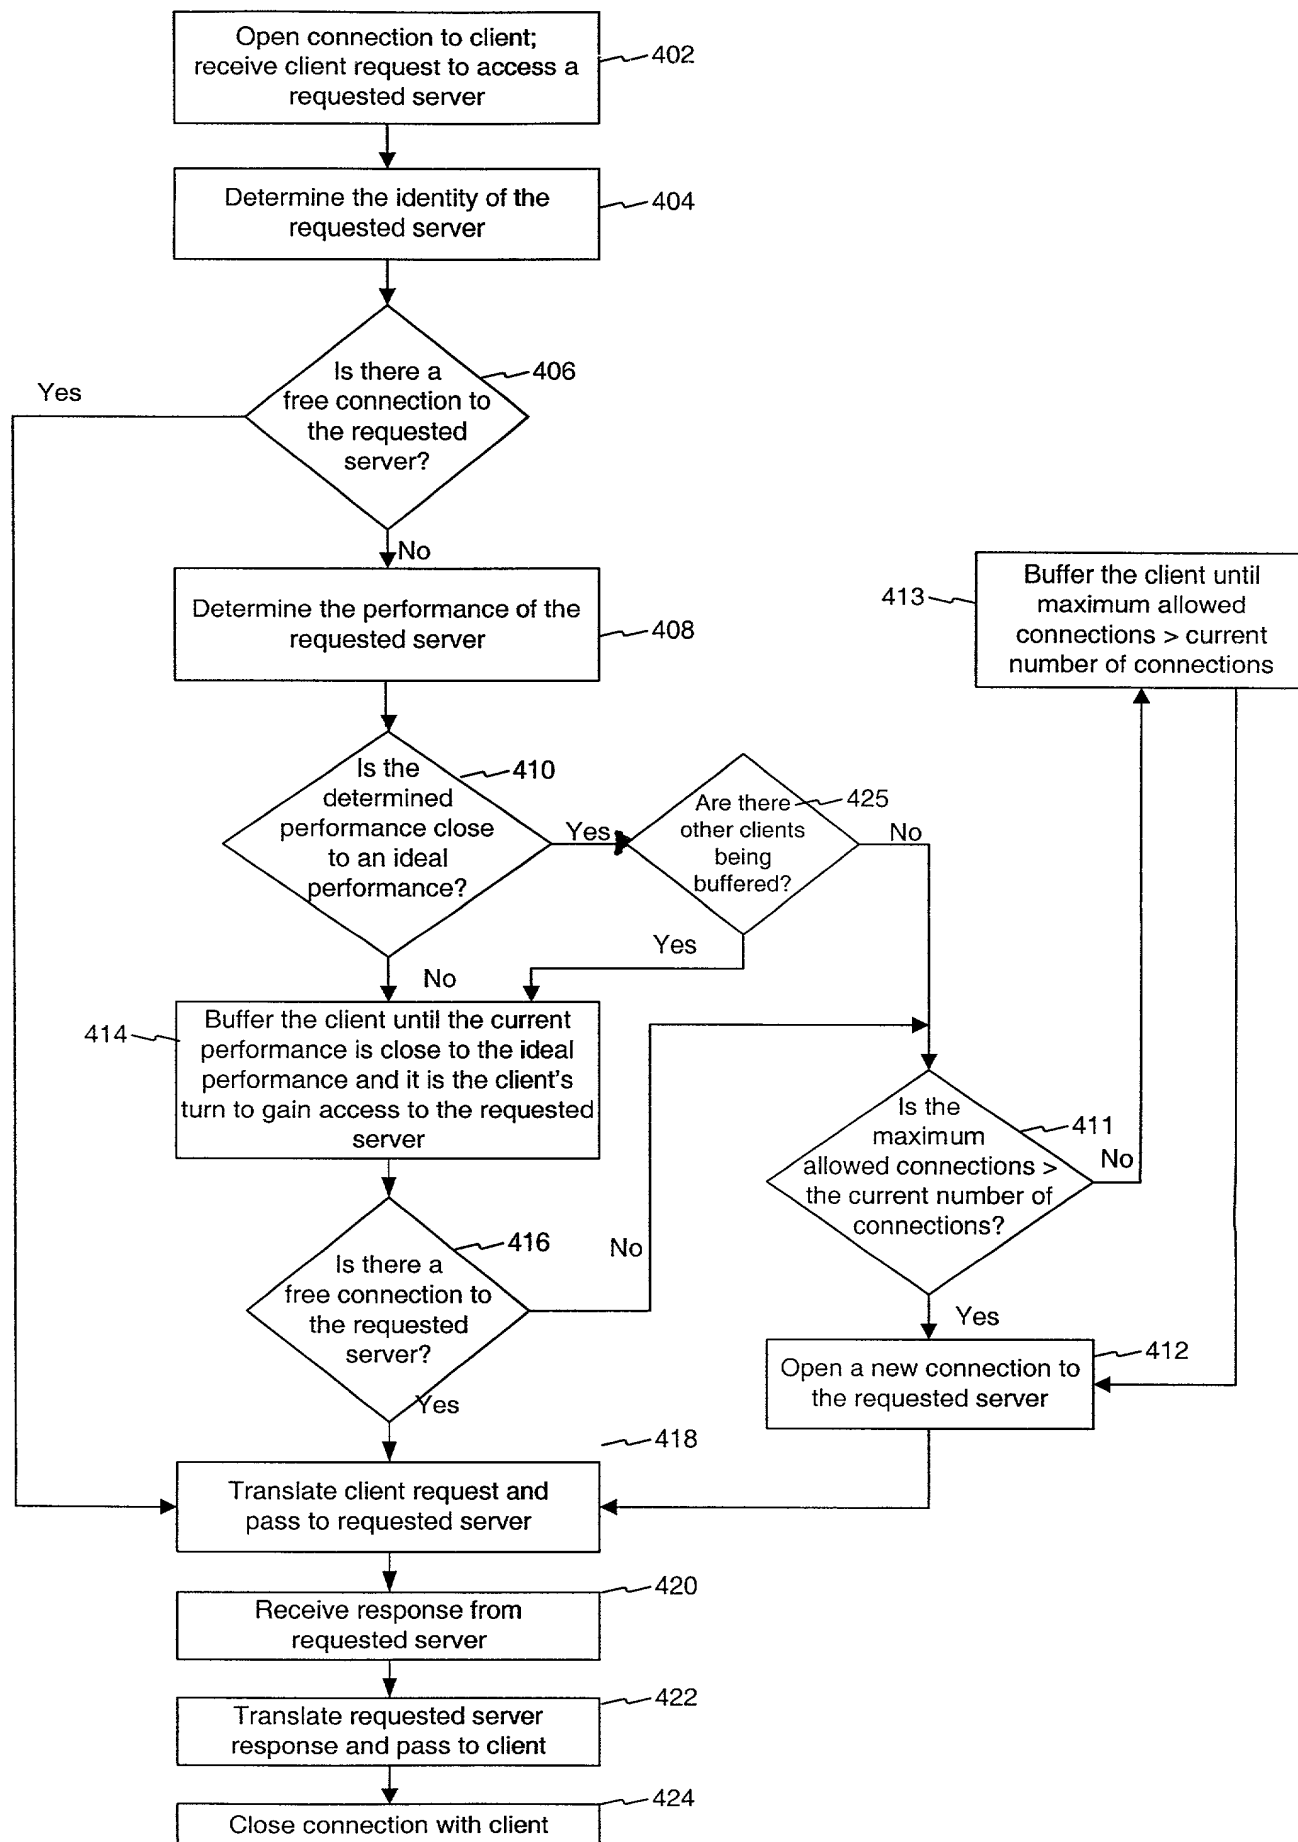 Open connection to client;
receive client request to access a
requested server
402
Determine the identity of the
requested server
404
Is there a
free connection to
the requested
server?
406
Yes
No
Determine the performance of the
requested server
408
Buffer the client until
maximum allowed
connections > current
number of connections
413
Is the
determined
performance close
to an ideal
performance?
410
Yes
Are there
other clients
being
buffered?
425
No
Yes
No
Buffer the client until the current
performance is close to the ideal
performance and it is the client's
turn to gain access to the requested
server
414
Is the
maximum
allowed connections >
the current number of
connections?
411
No
Is there a
free connection to
the requested
server?
416
No
Yes
Yes
Open a new connection to
the requested server
412
418
Translate client request and
pass to requested server
420
Receive response from
requested server
422
Translate requested server
response and pass to client
424
Close connection with client